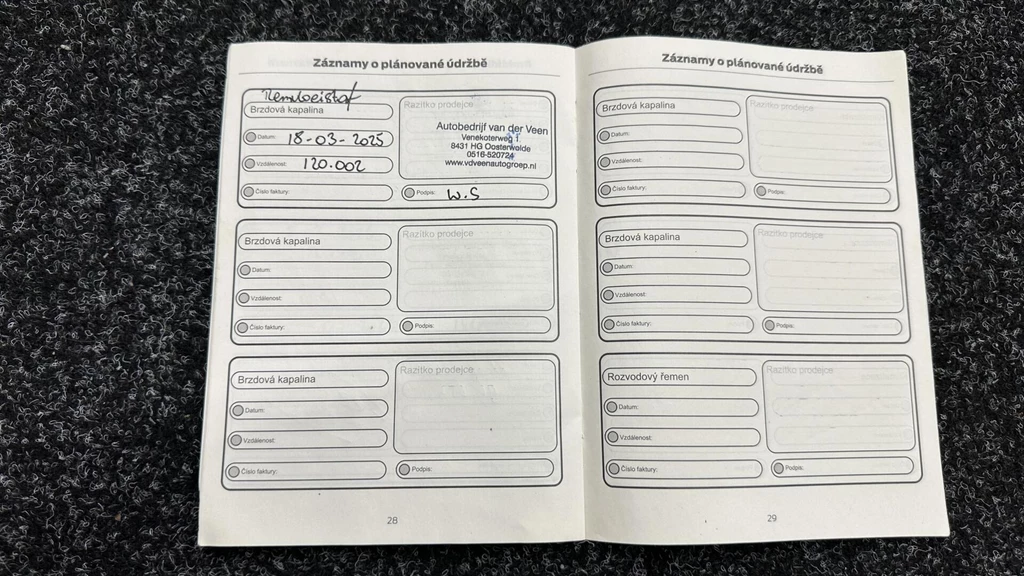 Záznamy o plánované údržbě
Remvloeistof
Brzdová kapalina
Datum: 18-03-2025
Vzdálenost: 120.002
Číslo faktury:
Razítko prodejce
Autobedrijf van der Veen
Venekoterweg 1
8431 HG Oosterwolde
0516-520724
www.vdveenautogroep.nl
Podpis: W.S
Brzdová kapalina
Datum:
Vzdálenost:
Číslo faktury:
Razítko prodejce
Podpis:
Brzdová kapalina
Datum:
Vzdálenost:
Číslo faktury:
Razítko prodejce
Podpis:
28
Záznamy o plánované údržbě
Brzdová kapalina
Datum:
Vzdálenost:
Číslo faktury:
Razítko prodejce
Podpis:
Brzdová kapalina
Datum:
Vzdálenost:
Číslo faktury:
Razítko prodejce
Podpis:
Rozvodový řemen
Datum:
Vzdálenost:
Číslo faktury:
Razítko prodejce
Podpis:
29